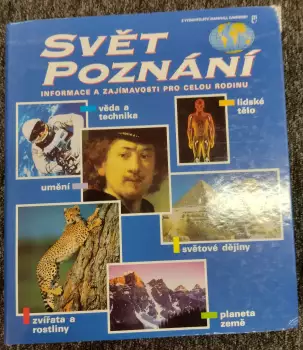 SVĚT
POZNÁNÍ
INFORMACE A ZAJÍMAVOSTI PRO CELOU RODINU
věda a
technika
lidské
tělo
umění
světové dějiny
zvířata a
rostliny
planeta
země